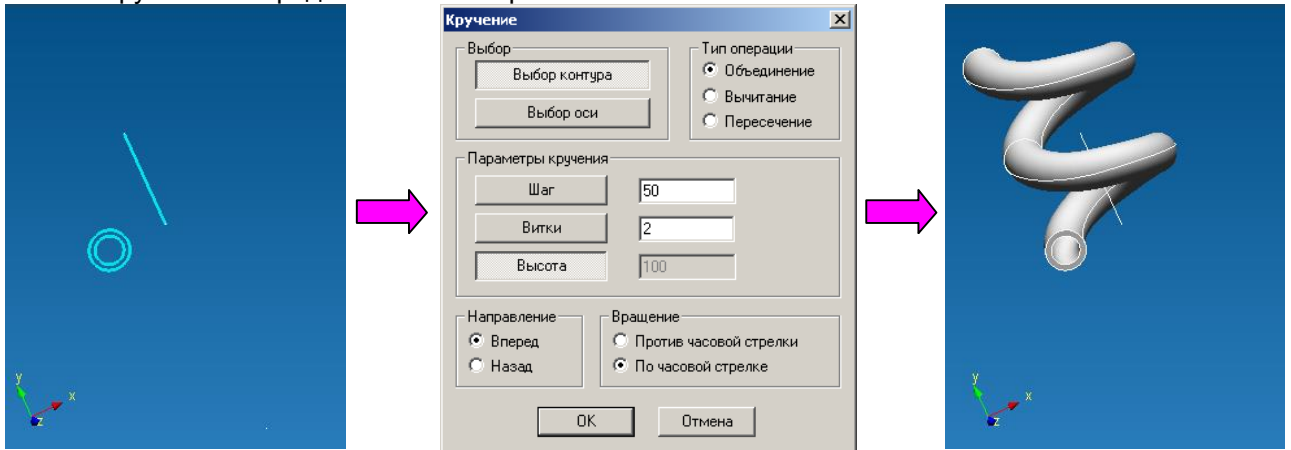 Кручение
Выбор
Выбор контура
Выбор оси
Тип операции
Объединение
Вычитание
Пересечение
Параметры кручения
Шаг 50
Витки 2
Высота 100
Направление
Вперед
Назад
Вращение
Против часовой стрелки
По часовой стрелке
OK Отмена
y
x
z
y
x
z